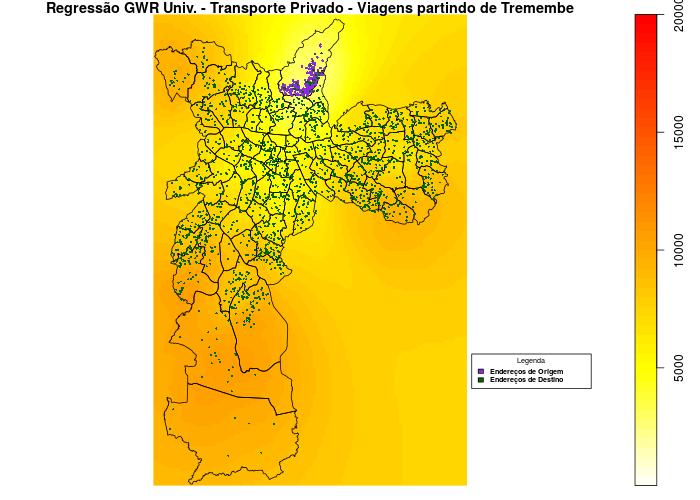 Regressão GWR Univ. - Transporte Privado - Viagens partindo de Tremembe
20000
15000
10000
5000
Legenda
Endereços de Origem
Endereços de Destino